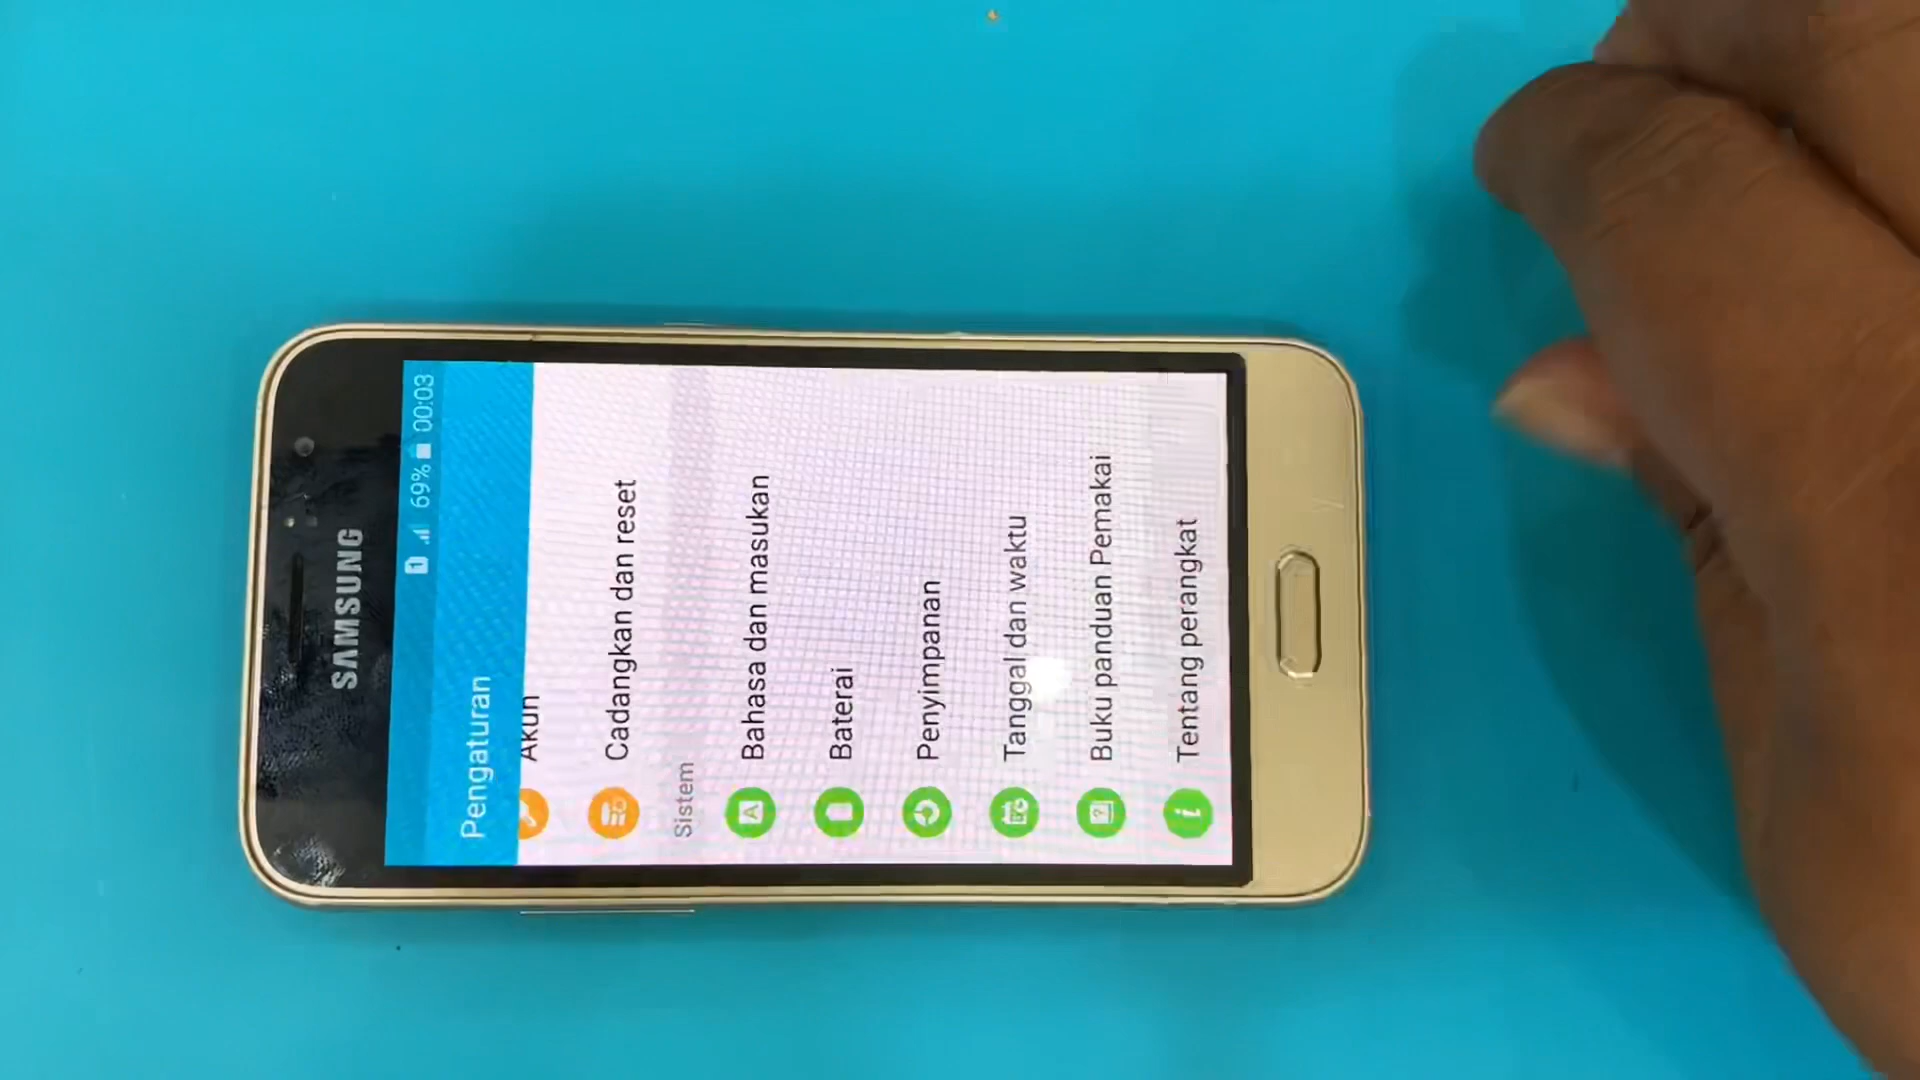 SAMSUNG
1 69% 00:03
Pengaturan
Akun
Cadangkan dan reset
Sistem
Bahasa dan masukan
Baterai
Penyimpanan
Tanggal dan waktu
Buku panduan Pemakai
Tentang perangkat